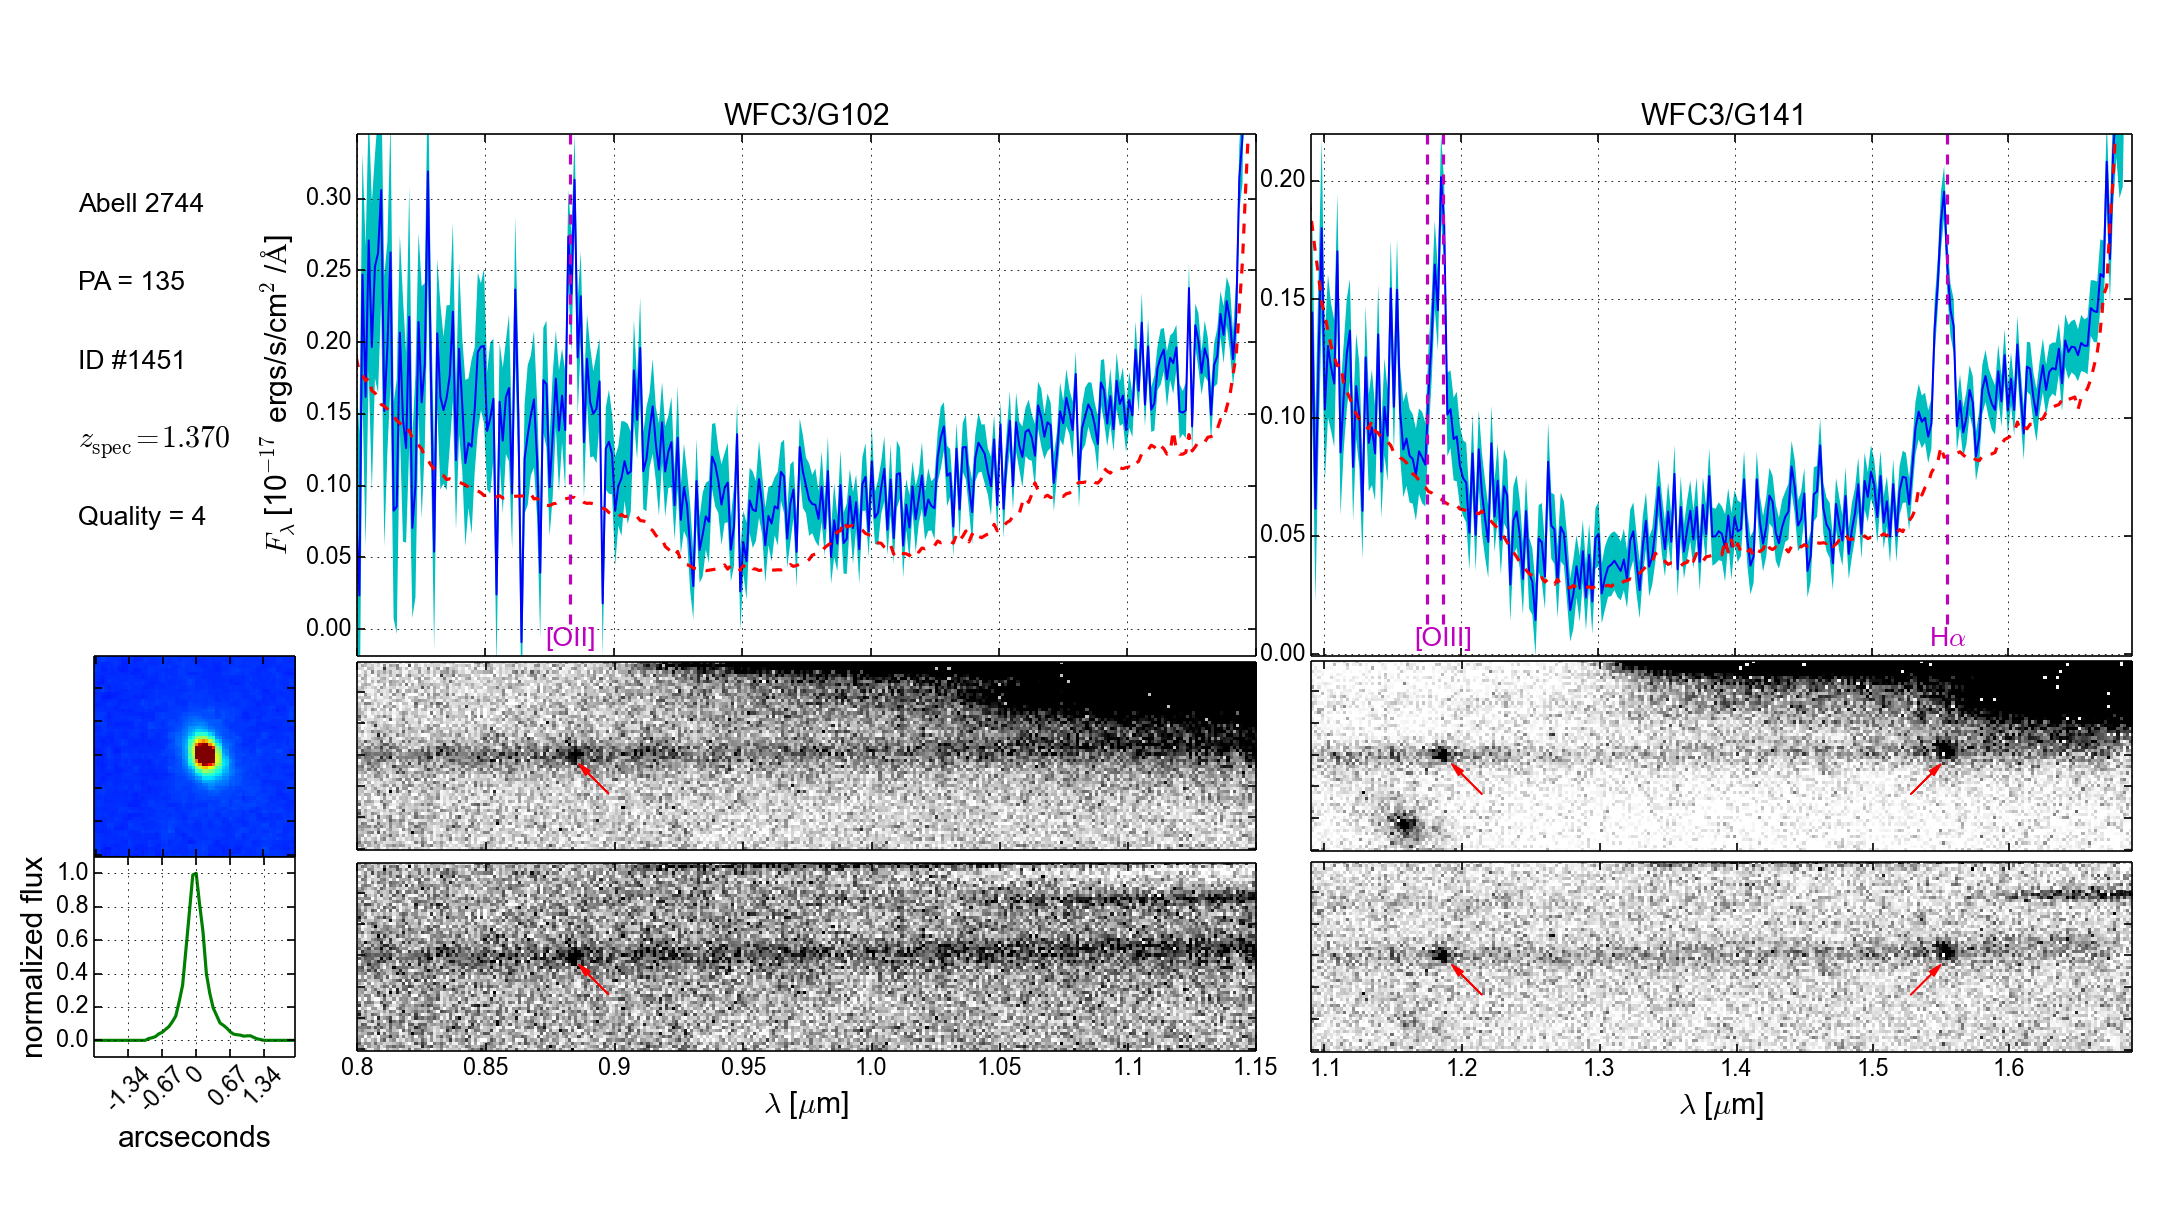 WFC3/G102
WFC3/G141
Abell 2744
PA = 135
ID #1451
z_spec = 1.370
Quality = 4
F_λ [10^−17 ergs/s/cm^2/Å]
0.30
0.25
0.20
0.15
0.10
0.05
0.00
[OII]
0.20
0.15
0.10
0.05
0.00
[OIII]
Hα
normalized flux
1.0
0.8
0.6
0.4
0.2
0.0
-1.34 -0.67 0 0.67 1.34
arcseconds
0.8 0.85 0.9 0.95 1.0 1.05 1.1 1.15
λ [μm]
1.1 1.2 1.3 1.4 1.5 1.6
λ [μm]